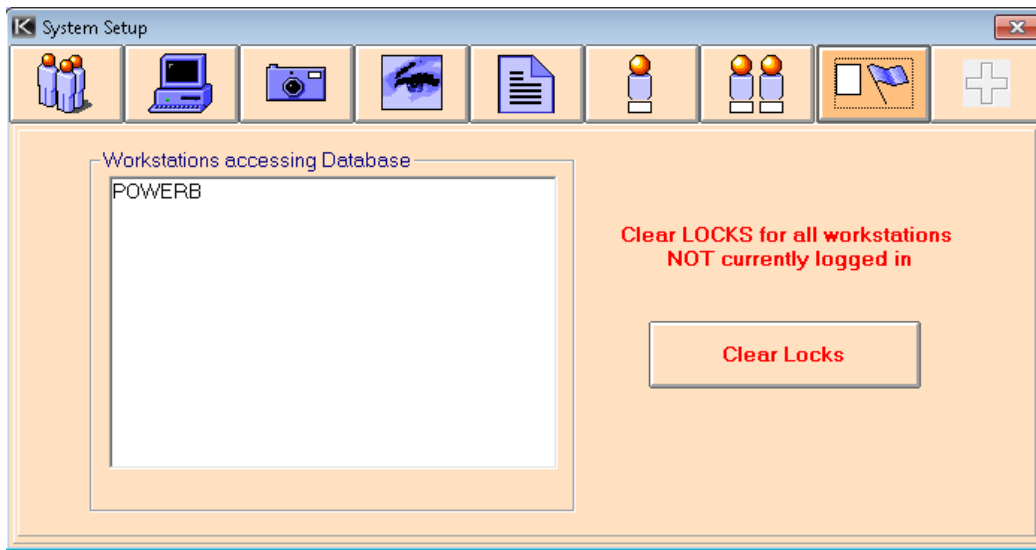 K System Setup
Workstations accessing Database
POWERB
Clear LOCKS for all workstations
NOT currently logged in
Clear Locks